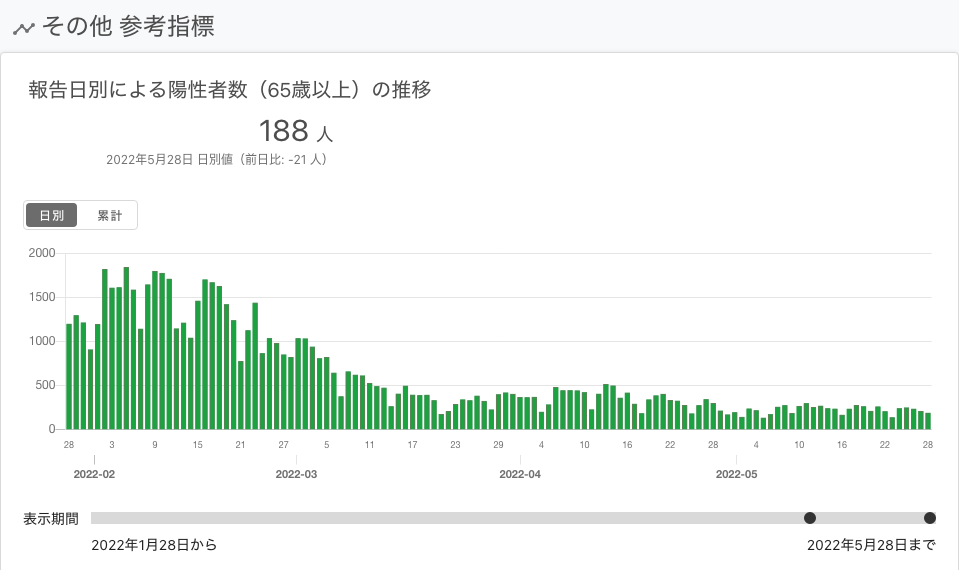 その他 参考指標
報告日別による陽性者数（65歳以上）の推移
188 人
2022年5月28日 日別値（前日比: -21 人）
日別 累計
2000
1500
1000
500
0
28 3 9 15 21 27 5 11 17 23 29 4 10 16 22 28 4 10 16 22 28
2022-02 2022-03 2022-04 2022-05
表示期間
2022年1月28日から 2022年5月28日まで